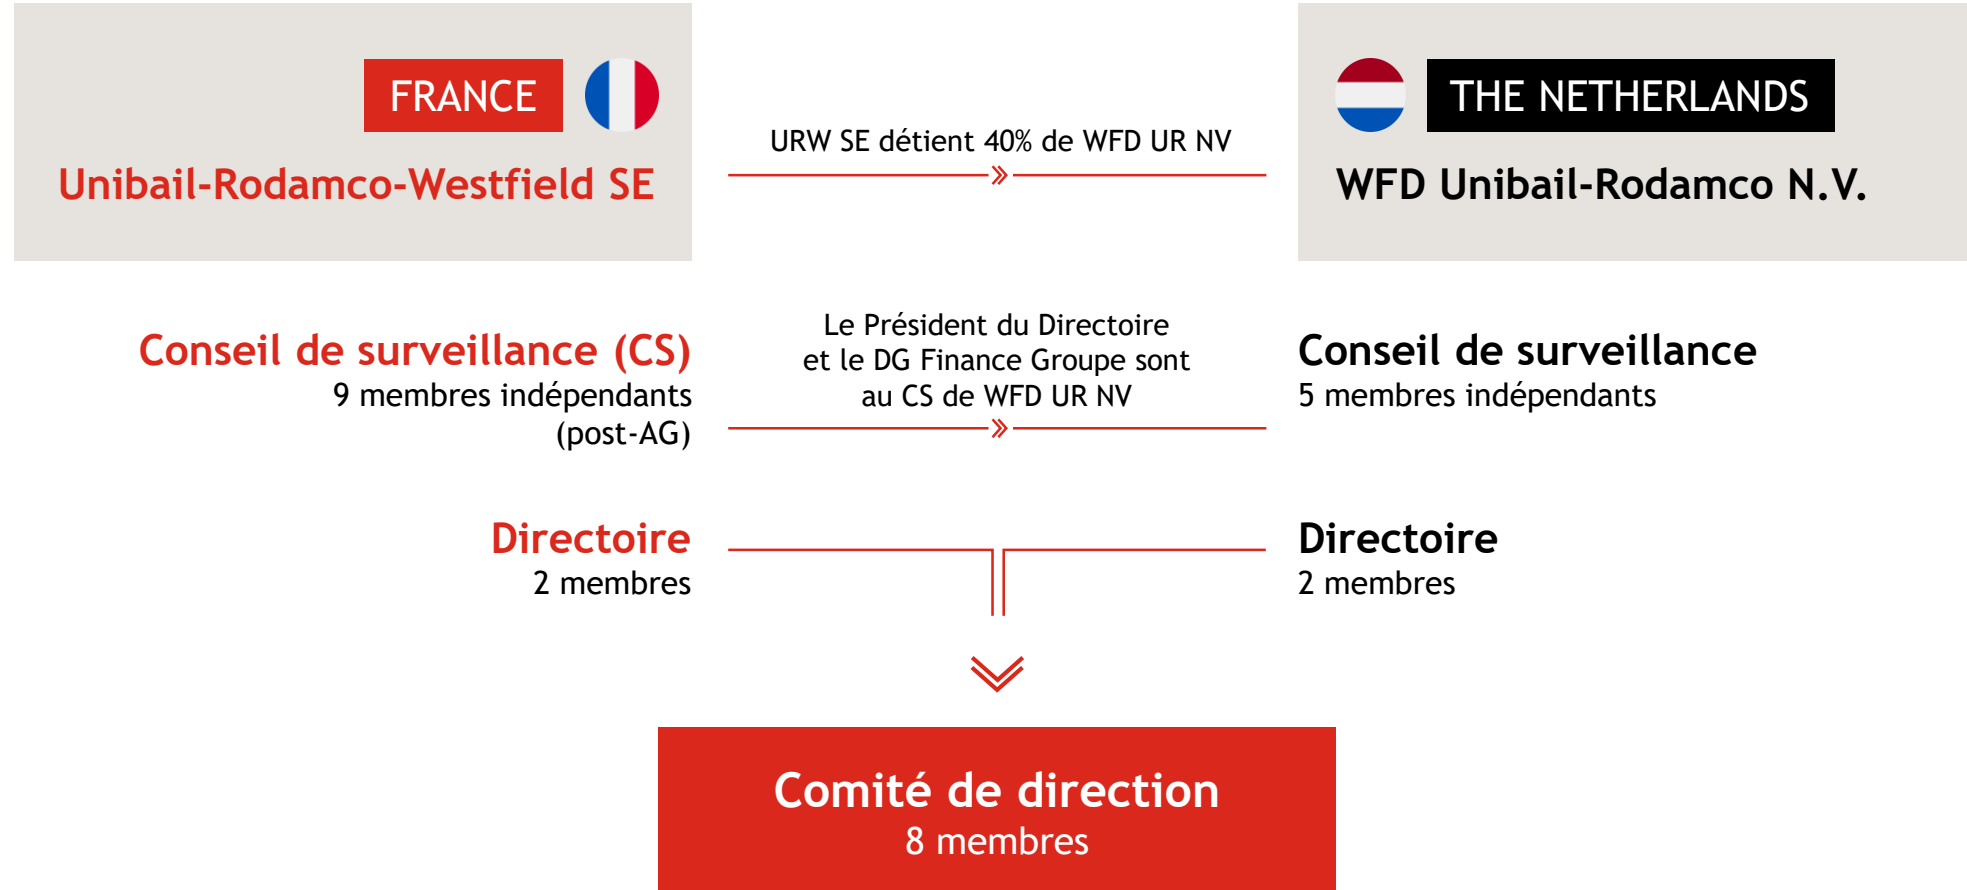 FRANCE
Unibail-Rodamco-Westfield SE
URW SE détient 40% de WFD UR NV
THE NETHERLANDS
WFD Unibail-Rodamco N.V.
Conseil de surveillance (CS)
9 membres indépendants
(post-AG)
Le Président du Directoire
et le DG Finance Groupe sont
au CS de WFD UR NV
Conseil de surveillance
5 membres indépendants
Directoire
2 membres
Directoire
2 membres
Comité de direction
8 membres